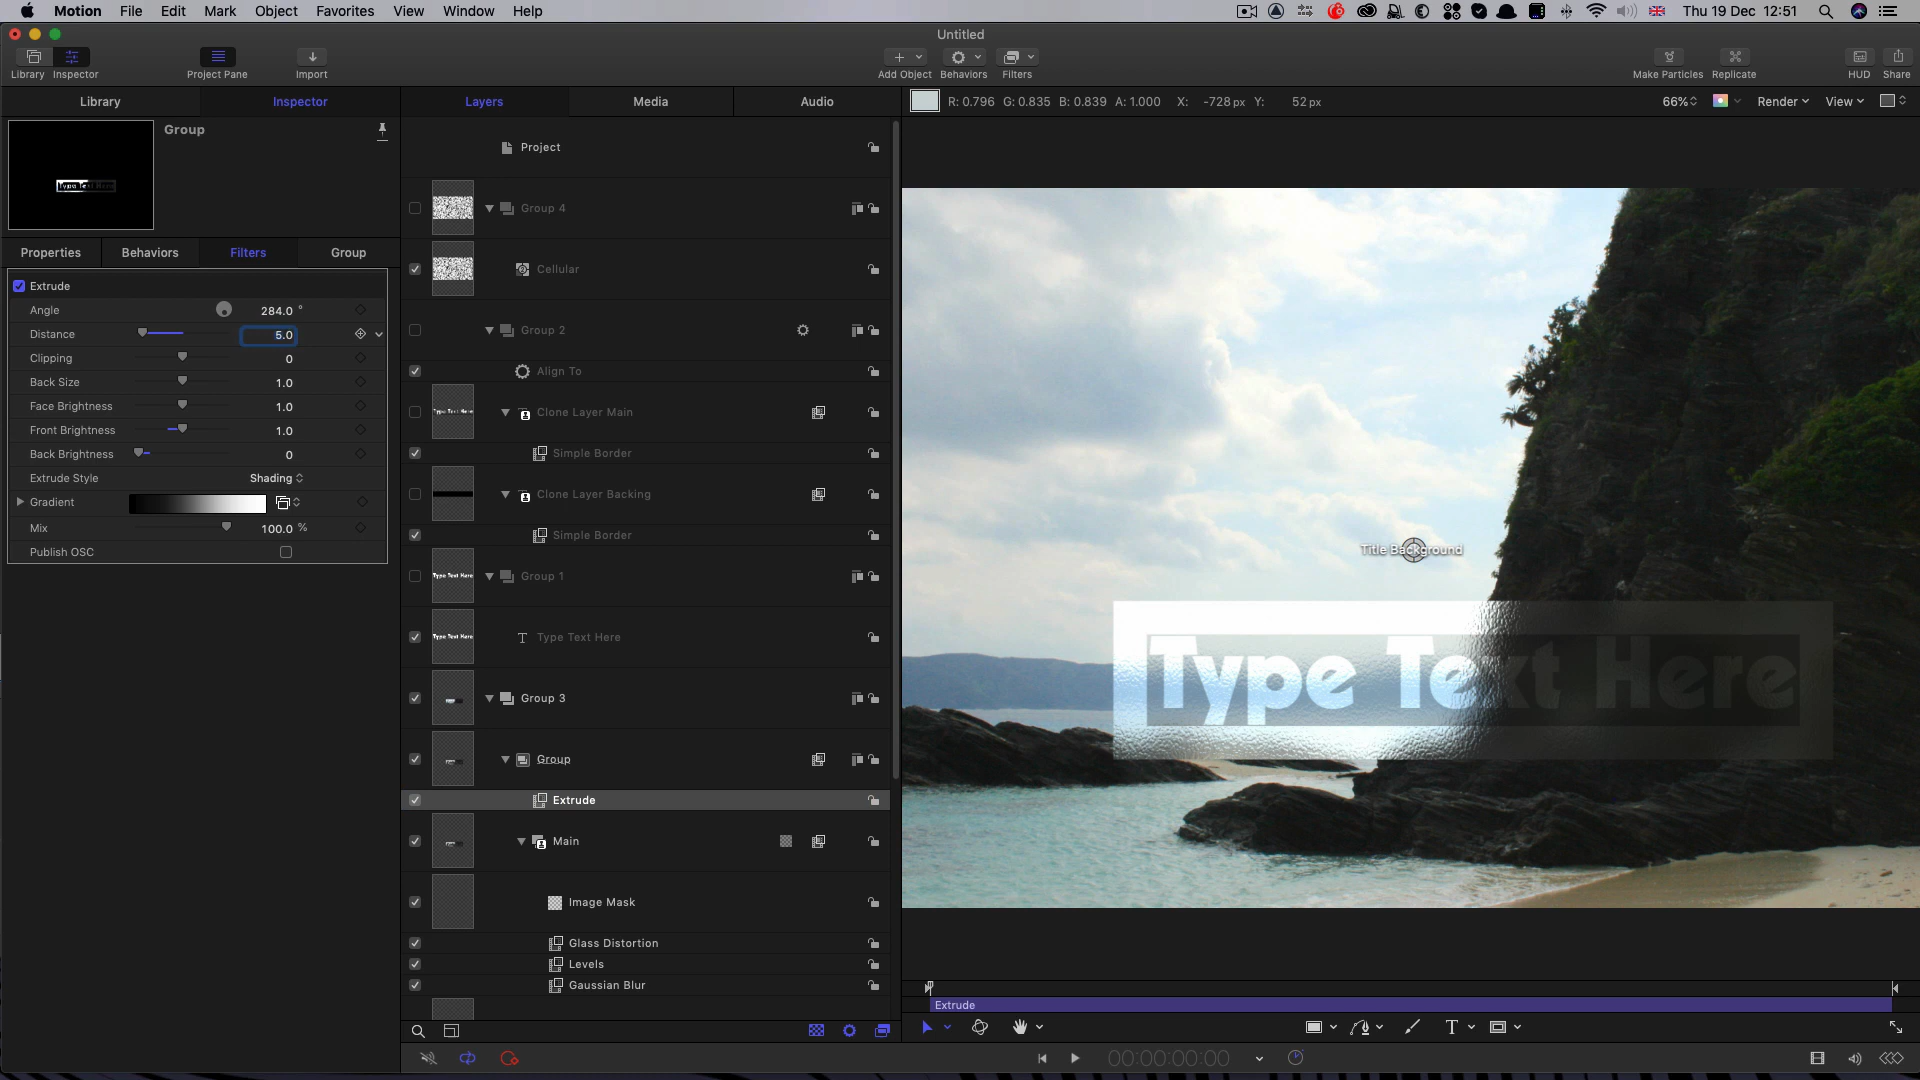 Motion File Edit Mark Object Favorites View Window Help Thu 19 Dec 12:51
Untitled
Library Inspector Project Pane Import Add Object Behaviors Filters Make Particles Replicate HUD Share
Library Inspector Layers Media Audio R: 0.796 G: 0.835 B: 0.839 A: 1.000 X: -728 px Y: 52 px 66% Render View
Group
Properties Behaviors Filters Group
Extrude
Angle 284.0 °
Distance 5.0
Clipping 0
Back Size 1.0
Face Brightness 1.0
Front Brightness 1.0
Back Brightness 0
Extrude Style Shading
Gradient
Mix 100.0 %
Publish OSC
Project
Group 4
Cellular
Group 2
Align To
Clone Layer Main
Simple Border
Clone Layer Backing
Simple Border
Type Text Here Group 1
Type Text Here Type Text Here
Group 3
Group
Extrude
Main
Image Mask
Glass Distortion
Levels
Gaussian Blur
Title Background
Type Text Here
Extrude
T
00:00:00:00